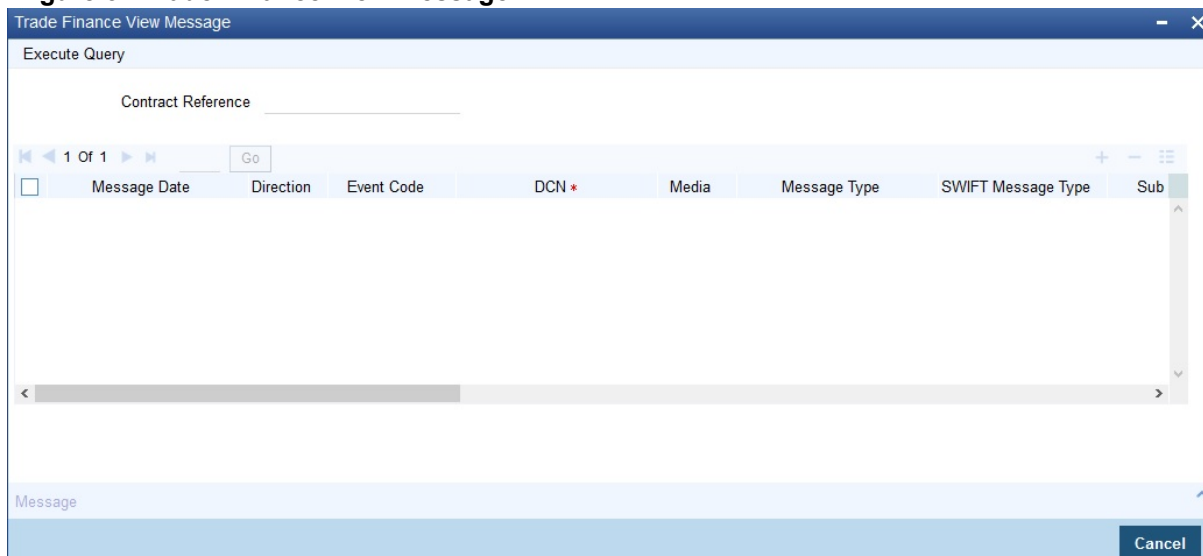 Trade Finance View Message
Execute Query
Contract Reference
1 Of 1 Go
Message Date Direction Event Code DCN * Media Message Type SWIFT Message Type Sub
Message
Cancel